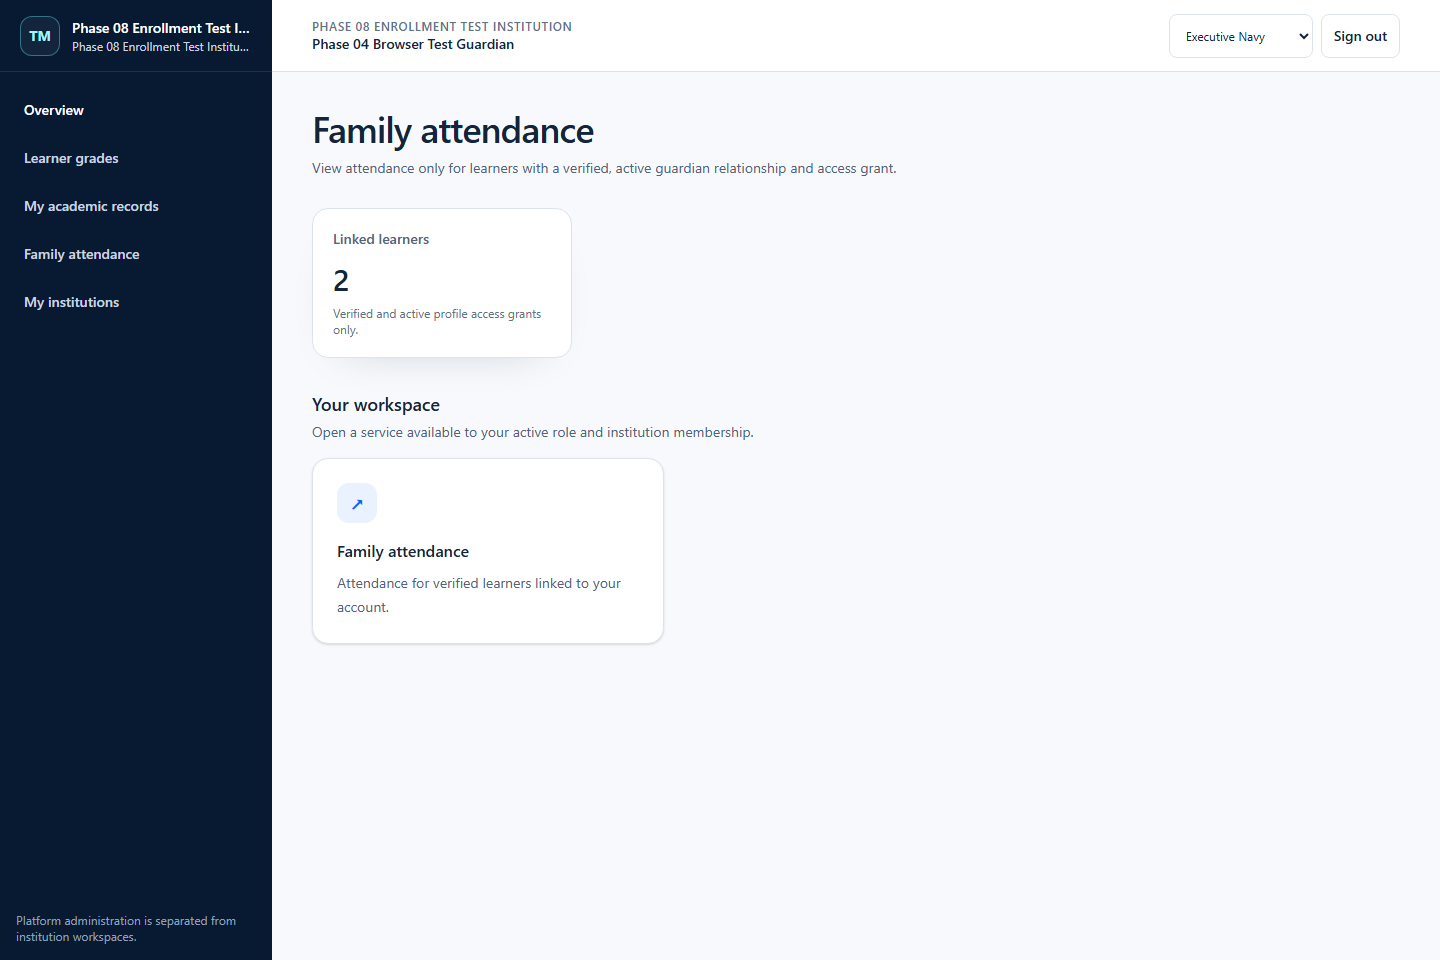 TM
Phase 08 Enrollment Test I...
Phase 08 Enrollment Test Institu...
Overview
Learner grades
My academic records
Family attendance
My institutions
Platform administration is separated from
institution workspaces.
PHASE 08 ENROLLMENT TEST INSTITUTION
Phase 04 Browser Test Guardian
Executive Navy
Sign out
Family attendance
View attendance only for learners with a verified, active guardian relationship and access grant.
Linked learners
2
Verified and active profile access grants
only.
Your workspace
Open a service available to your active role and institution membership.
↗
Family attendance
Attendance for verified learners linked to your
account.